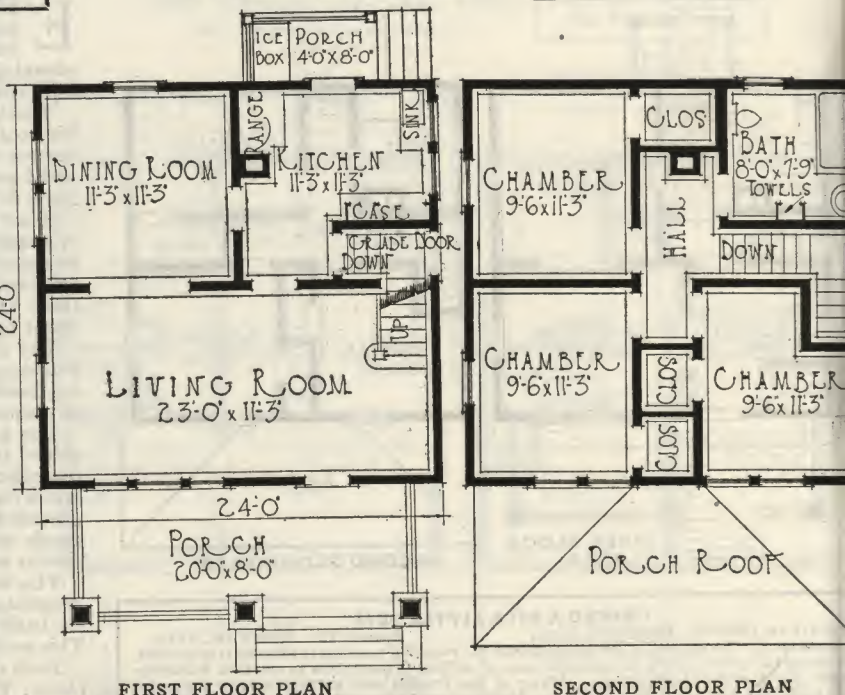 ICE BOX
PORCH
4'-0"X8'-0"
RANGE
SINK
DINING ROOM
11'-3" x 11'-3"
KITCHEN
11'-3" x 11'-3"
CASE
GRADE DOOR
DOWN
UP
24'-0
LIVING ROOM
23'-0" x 11'-3"
24'-0"
PORCH
20'-0"x8'-0"
FIRST FLOOR PLAN
CLOS
CHAMBER
9'-6"x11'-3"
BATH
8'-0"x7'-9"
TOWELS
HALL
DOWN
CHAMBER
9'-6"x11'-3"
CLOS
CLOS
CHAMBER
9'-6"x11'-3"
PORCH ROOF
SECOND FLOOR PLAN